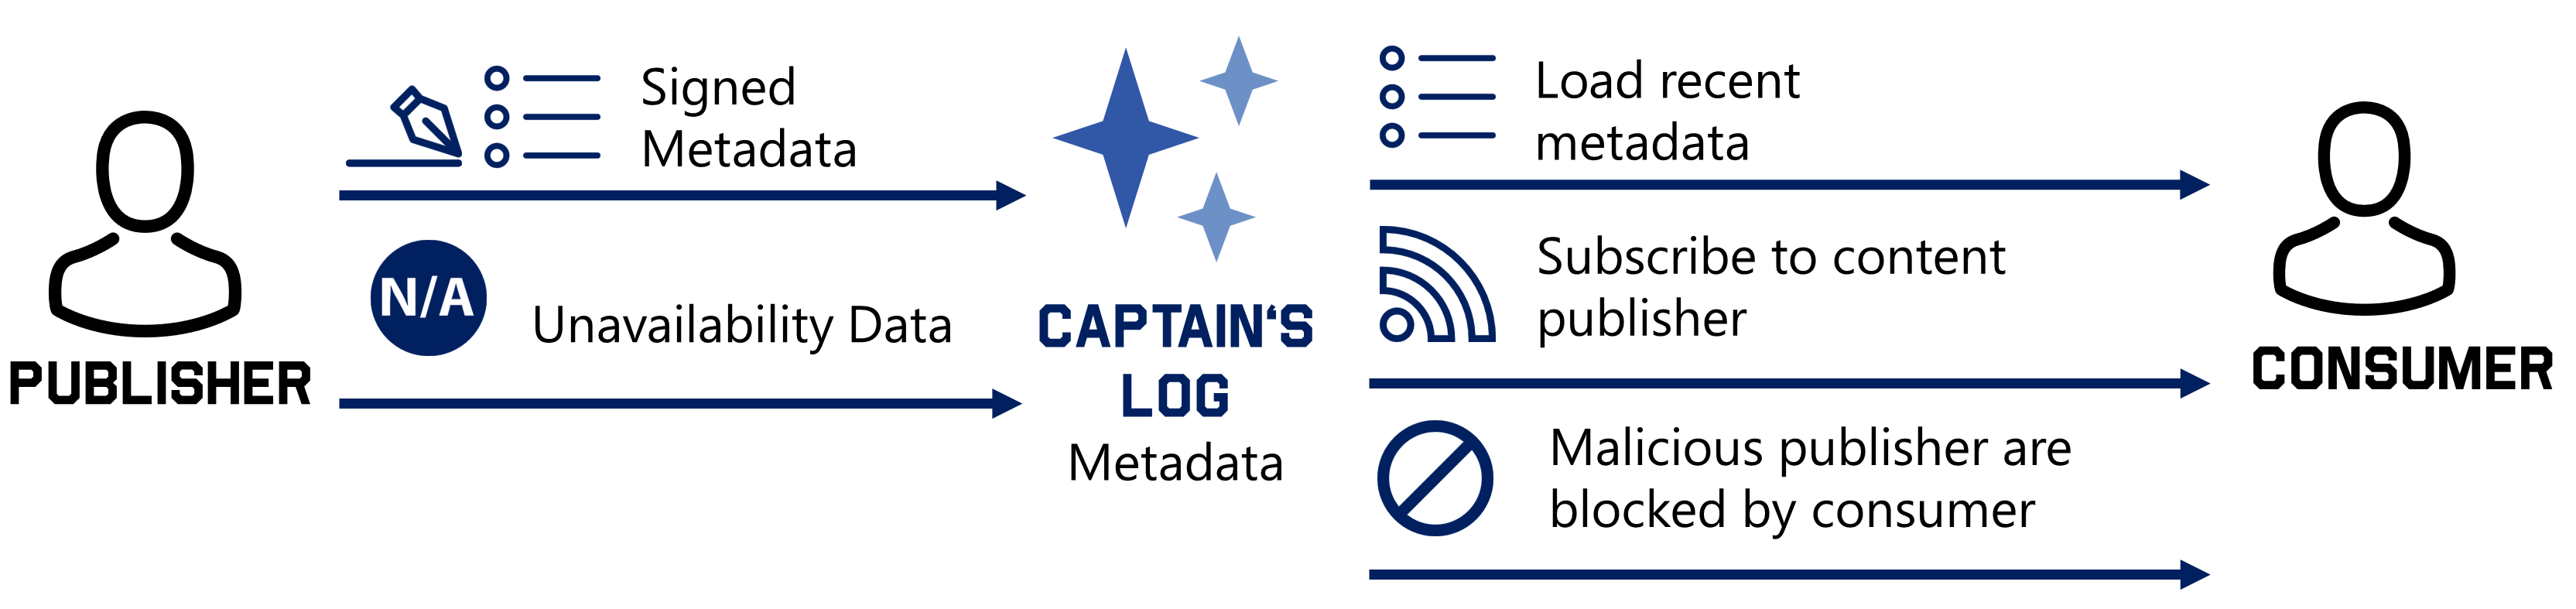 Signed
Metadata
N/A
Unavailability Data
PUBLISHER
CAPTAIN‘S
LOG
Metadata
Load recent
metadata
Subscribe to content
publisher
Malicious publisher are
blocked by consumer
CONSUMER